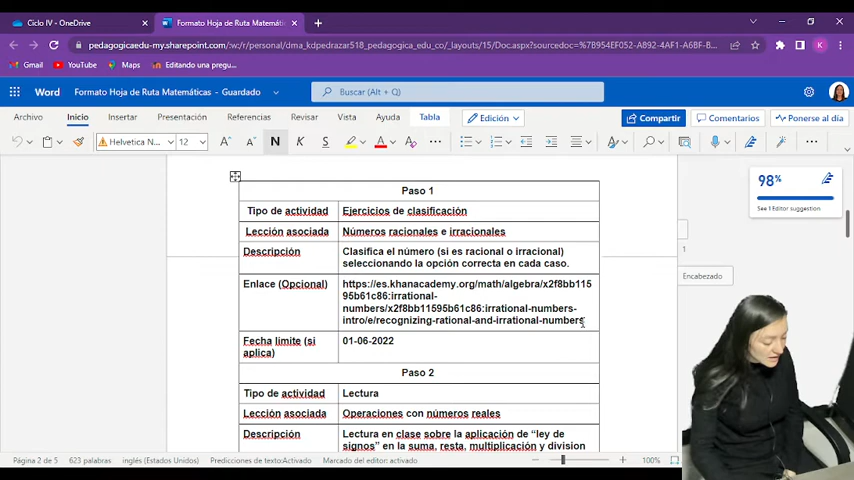 Ciclo IV - OneDrive
Formato Hoja de Ruta Matemáti
pedagogicaedu-my.sharepoint.com/:w:/r/personal/dma_kdpedrazar518_pedagogica_edu_co/_layouts/15/Doc.aspx?sourcedoc=%7B954EF052-A892-4AF1-A6BF-B...
K
Gmail
YouTube
Maps
Editando una pregu...
Word
Formato Hoja de Ruta Matemáticas - Guardado
Buscar (Alt + Q)
Archivo
Inicio
Insertar
Presentación
Referencias
Revisar
Vista
Ayuda
Tabla
Edición
Compartir
Comentarios
Ponerse al día
Helvetica N...
12
N
K
S
98%
See 1 Editor suggestion
1
Encabezado
Paso 1
Tipo de actividad
Ejercicios de clasificación
Lección asociada
Números racionales e irracionales
Descripción
Clasifica el número (si es racional o irracional)
seleccionando la opción correcta en cada caso.
Enlace (Opcional)
https://es.khanacademy.org/math/algebra/x2f8bb11
595b61c86:irrational-
numbers/x2f8bb11595b61c86:irrational-numbers-
intro/e/recognizing-rational-and-irrational-numbers
Fecha limite (si
aplica)
01-06-2022
Paso 2
Tipo de actividad
Lectura
Lección asociada
Operaciones con números reales
Descripción
Lectura en clase sobre la aplicación de “ley de
signos” en la suma, resta, multiplicación y division
Página 2 de 5
623 palabras
inglés (Estados Unidos)
Predicciones de texto:Activado
Marcado del editor: activado
100%